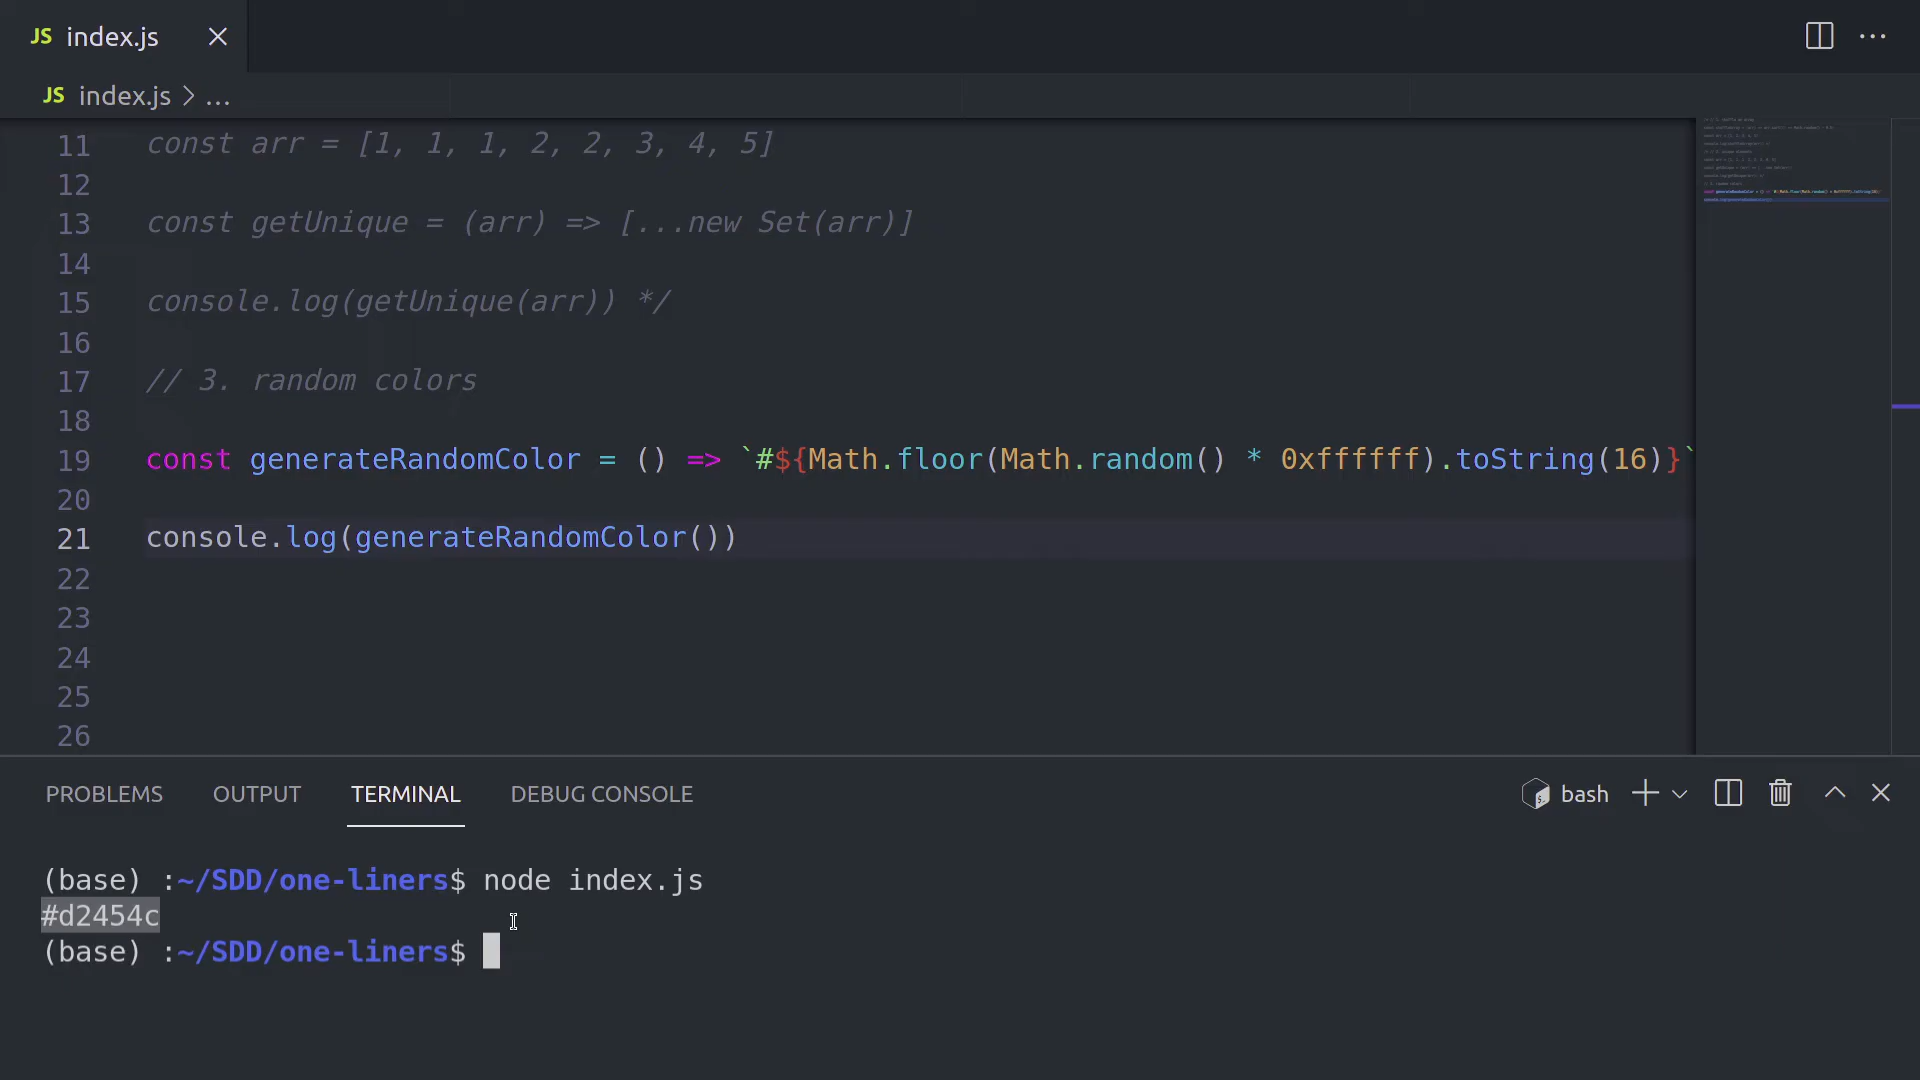 JS index.js
JS index.js > ...
11 const arr = [1, 1, 1, 2, 2, 3, 4, 5]
12
13 const getUnique = (arr) => [...new Set(arr)]
14
15 console.log(getUnique(arr)) */
16
17 // 3. random colors
18
19 const generateRandomColor = () => `#${Math.floor(Math.random() * 0xffffff).toString(16)}`
20
21 console.log(generateRandomColor())
22
23
24
25
26
PROBLEMS OUTPUT TERMINAL DEBUG CONSOLE bash
(base) :~/SDD/one-liners$ node index.js
#d2454c
(base) :~/SDD/one-liners$